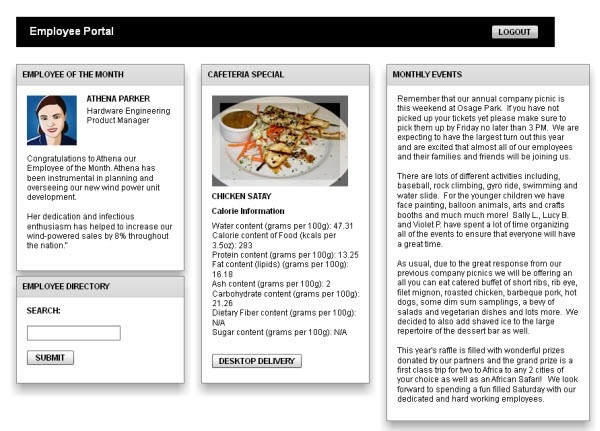 Employee Portal
LOGOUT
EMPLOYEE OF THE MONTH
ATHENA PARKER
Hardware Engineering
Product Manager
Congratulations to Athena our
Employee of the Month. Athena has
been instrumental in planning and
overseeing our new wind power unit
development.
Her dedication and infectious
enthusiasm has helped to increase our
wind-powered sales by 8% throughout
the nation."
EMPLOYEE DIRECTORY
SEARCH:
SUBMIT
CAFETERIA SPECIAL
CHICKEN SATAY
Calorie Information
Water content (grams per 100g): 47.31
Calorie content of Food (kcals per
3.5oz): 283
Protein content (grams per 100g): 13.25
Fat content (lipids) (grams per 100g):
16.18
Ash content (grams per 100g): 2
Carbohydrate content (grams per 100g):
21.26
Dietary Fiber content (grams per 100g):
N/A
Sugar content (grams per 100g): N/A
DESKTOP DELIVERY
MONTHLY EVENTS
Remember that our annual company picnic is
this weekend at Osage Park. If you have not
picked up your tickets yet please make sure to
pick them up by Friday no later than 3 PM. We are
expecting to have the largest turn out this year
and are excited that almost all of our employees
and their families and friends will be joining us.
There are lots of different activities including,
baseball, rock climbing, gyro ride, swimming and
water slide. For the younger children we have
face painting, balloon animals, arts and crafts
booths and much much more! Sally L., Lucy B.
and Violet P. have spent a lot of time organizing
all of the events to ensure that everyone will have
a great time.
As usual, due to the great response from our
previous company picnics we will be offering an
all you can eat catered buffet of short ribs, rib eye,
filet mignon, roasted chicken, barbeque pork, hot
dogs, some dim sum samplings, a bevy of
salads and vegetarian dishes and lots more. We
decided to also add shaved ice to the large
repertoire of the dessert bar as well.
This year's raffle is filled with wonderful prizes
donated by our partners and the grand prize is a
first class trip for two to Africa to any 2 cities of
your choice as well as an African Safari! We look
forward to spending a fun filled Saturday with our
dedicated and hard working employees.